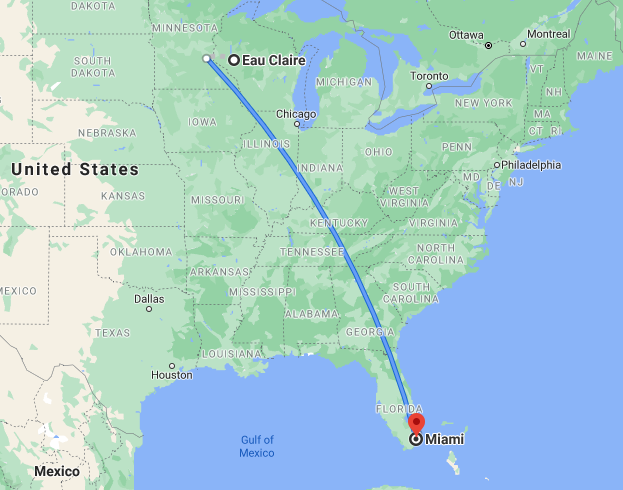 DAKOTA
MINNESOTA
Ottawa
Montreal
Eau Claire
MAINE
SOUTH
DAKOTA
MICHIGAN
Toronto
VT
NH
NEW YORK
Chicago
MA
IOWA
CT RI
NEBRASKA
ILLINOIS
OHIO
PENN
United States
INDIANA
Philadelphia
MD
DE
NJ
ORADO
KANSAS
MISSOURI
WEST
VIRGINIA
KENTUCKY
VIRGINIA
OKLAHOMA
TENNESSEE
NORTH
CAROLINA
ARKANSAS
MEXICO
MISSISSIPPI
SOUTH
CAROLINA
Dallas
ALABAMA
TEXAS
GEORGIA
LOUISIANA
Houston
FLORIDA
Gulf of
Mexico
Miami
Mexico